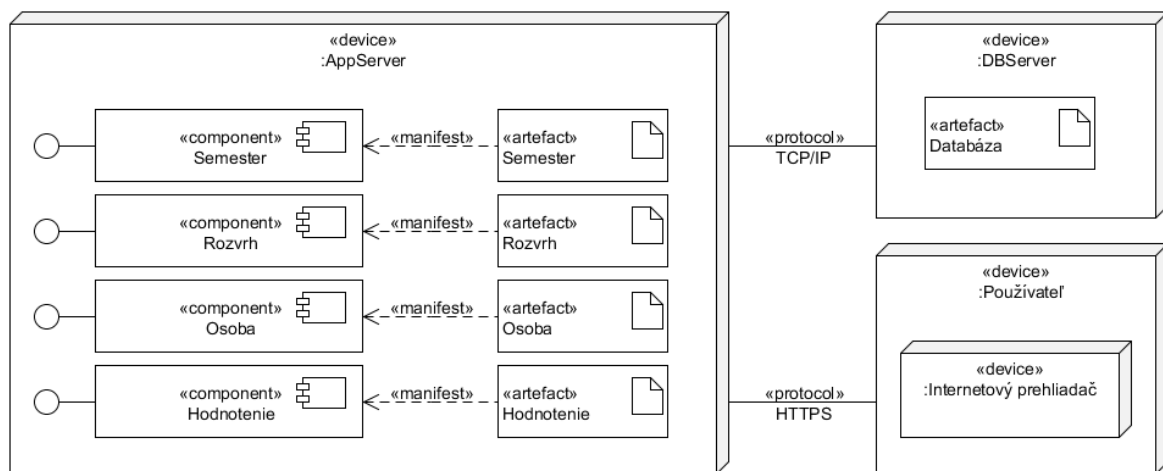 «device»
:AppServer
«component»
Semester
«manifest»
«artefact»
Semester
«component»
Rozvrh
«manifest»
«artefact»
Rozvrh
«component»
Osoba
«manifest»
«artefact»
Osoba
«component»
Hodnotenie
«manifest»
«artefact»
Hodnotenie
«protocol»
TCP/IP
«protocol»
HTTPS
«device»
:DBServer
«artefact»
Databáza
«device»
:Používateľ
«device»
:Internetový prehliadač